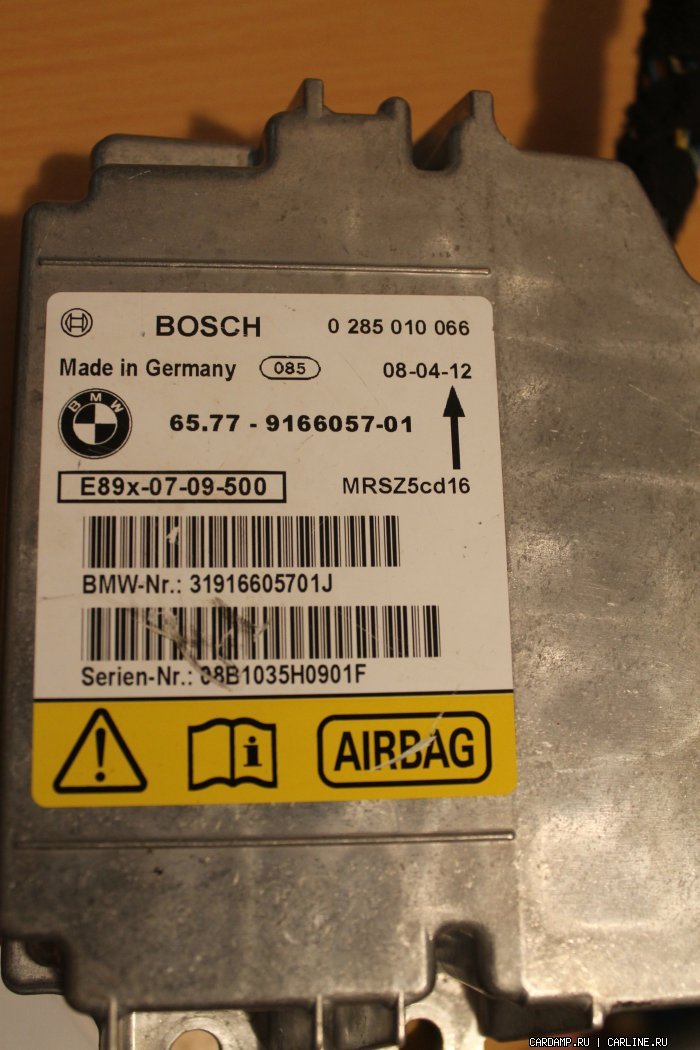 BOSCH 0 285 010 066
Made in Germany 085 08-04-12
BMW
65.77 - 9166057-01
E89x-07-09-500 MRSZ5cd16
BMW-Nr.: 31916605701J
Serien-Nr.: 08B1035H0901F
AIRBAG
CARDAMP.RU | CARLINE.RU